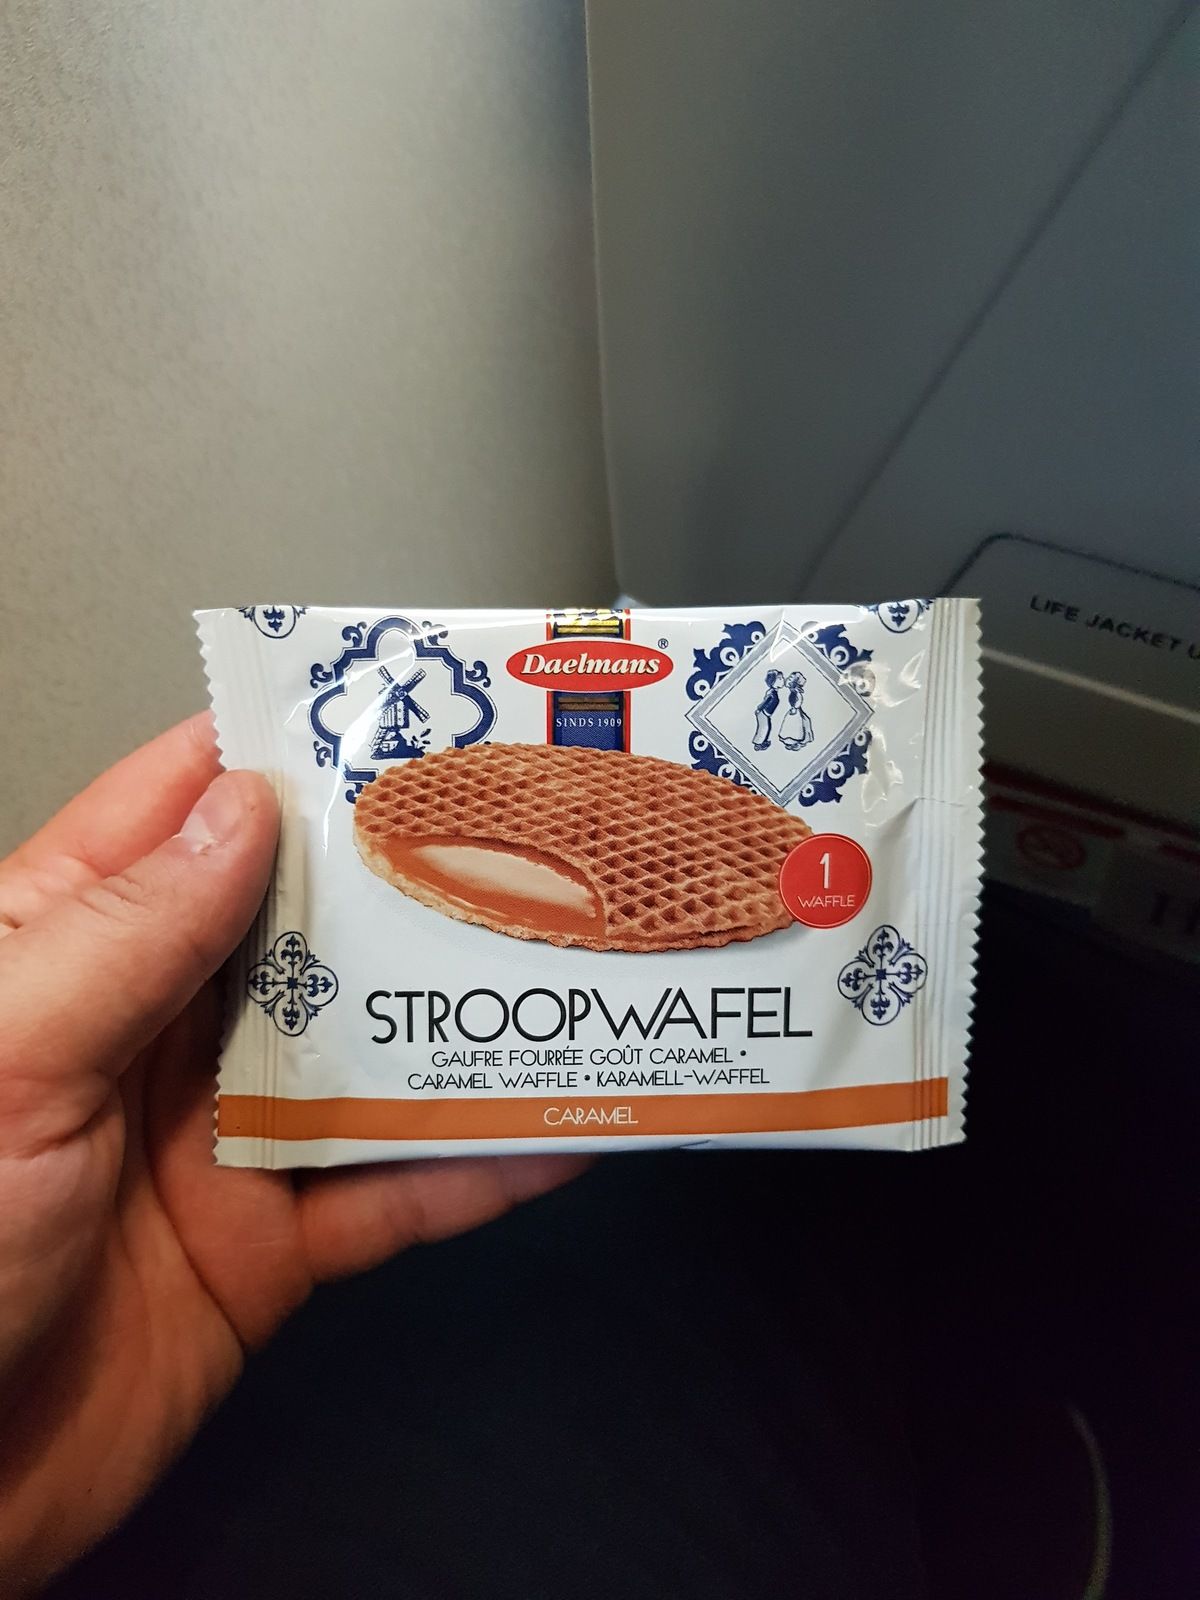 Daelmans®
SINDS 1909
1
WAFFLE
STROOPWAFEL
GAUFRE FOURRÉE GOÛT CARAMEL •
CARAMEL WAFFLE • KARAMELL-WAFFEL
CARAMEL
LIFE JACKET